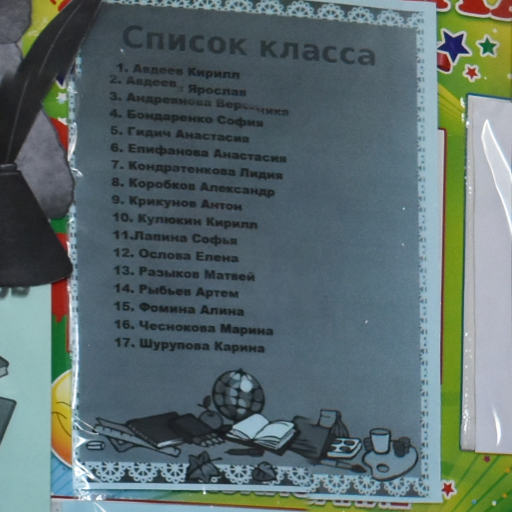 Список класса
1. Авдеев Кирилл
2. Авдеев Ярослав
3. Андреянова Вероника
4. Бондаренко София
5. Гидич Анастасия
6. Епифанова Анастасия
7. Кондратенкова Лидия
8. Коробков Александр
9. Крикунов Антон
10. Кулюкин Кирилл
11.Лапина Софья
12. Ослова Елена
13. Разыков Матвей
14. Рыбьев Артем
15. Фомина Алина
16. Чеснокова Марина
17. Шурупова Карина